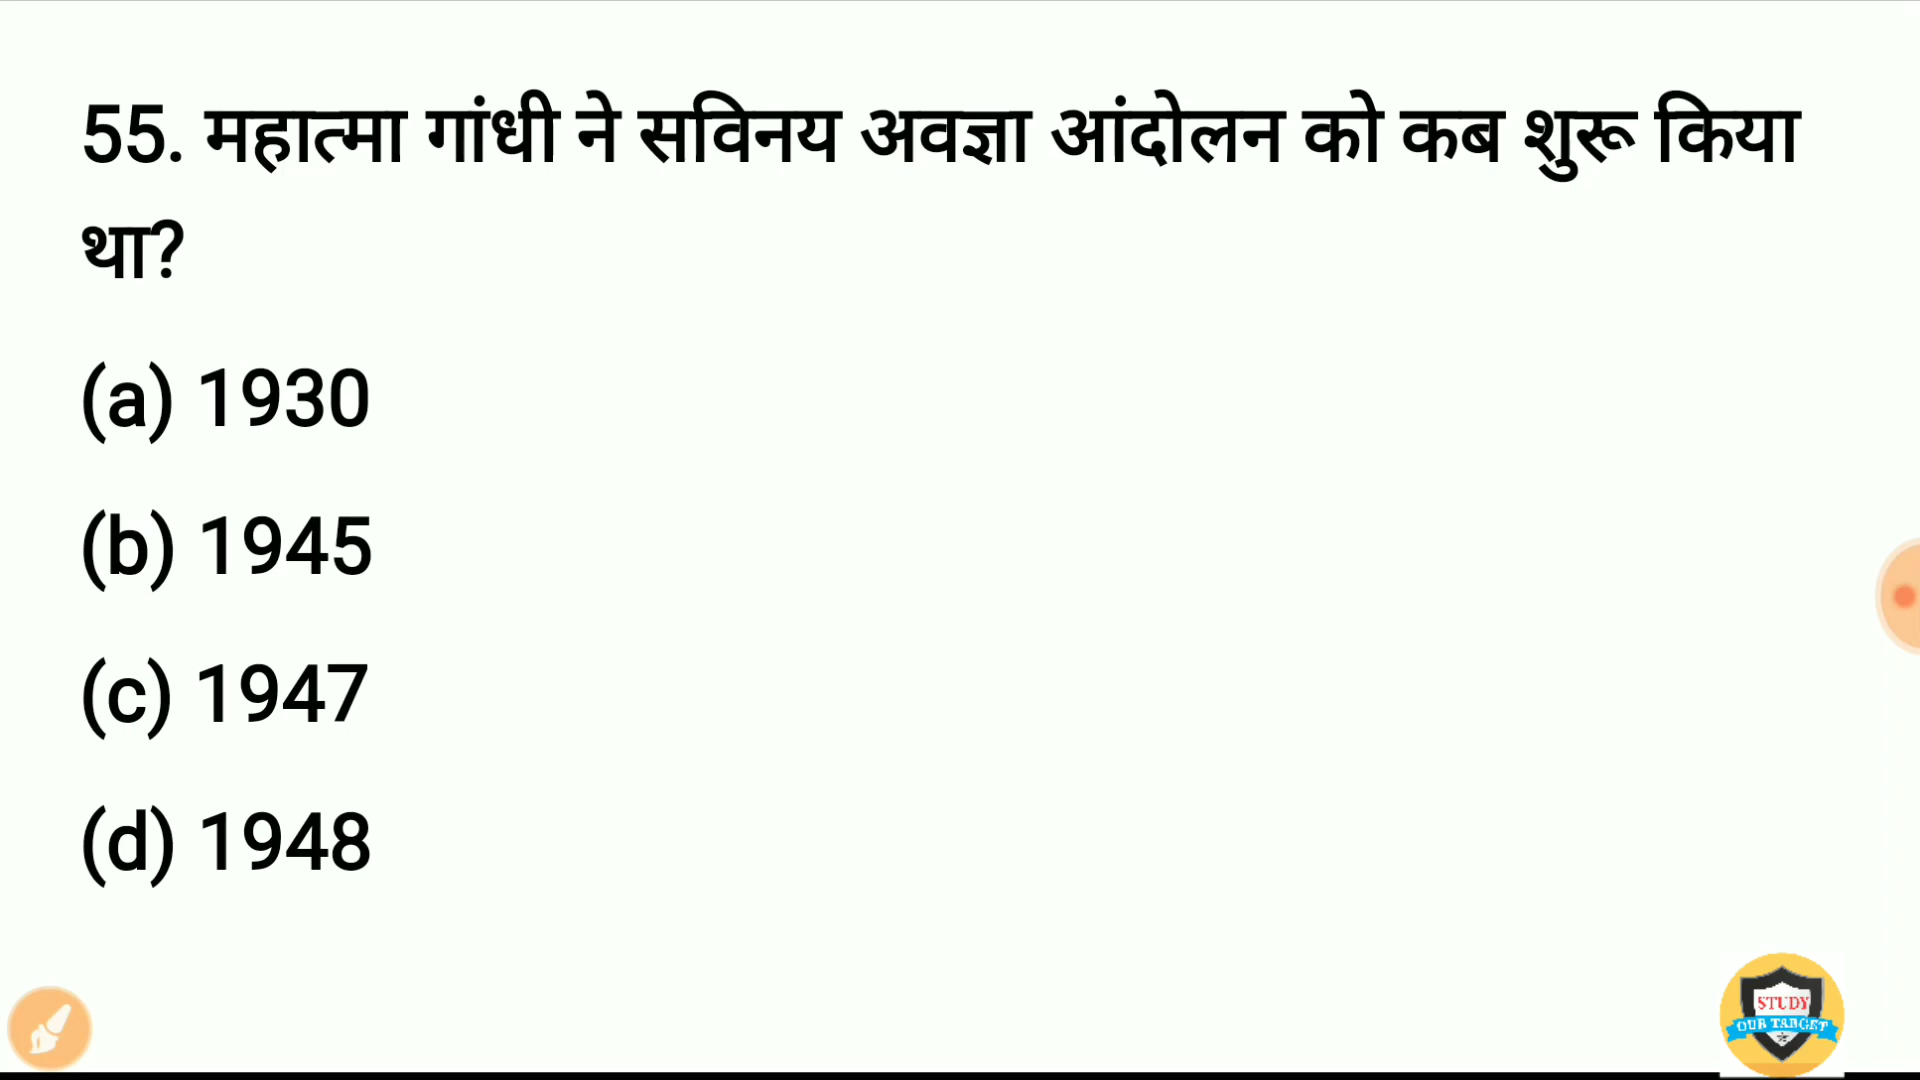 55. महात्मा गांधी ने सविनय अवज्ञा आंदोलन को कब शुरू किया
था?
(a) 1930
(b) 1945
(c) 1947
(d) 1948
STUDY
OUR TARGET